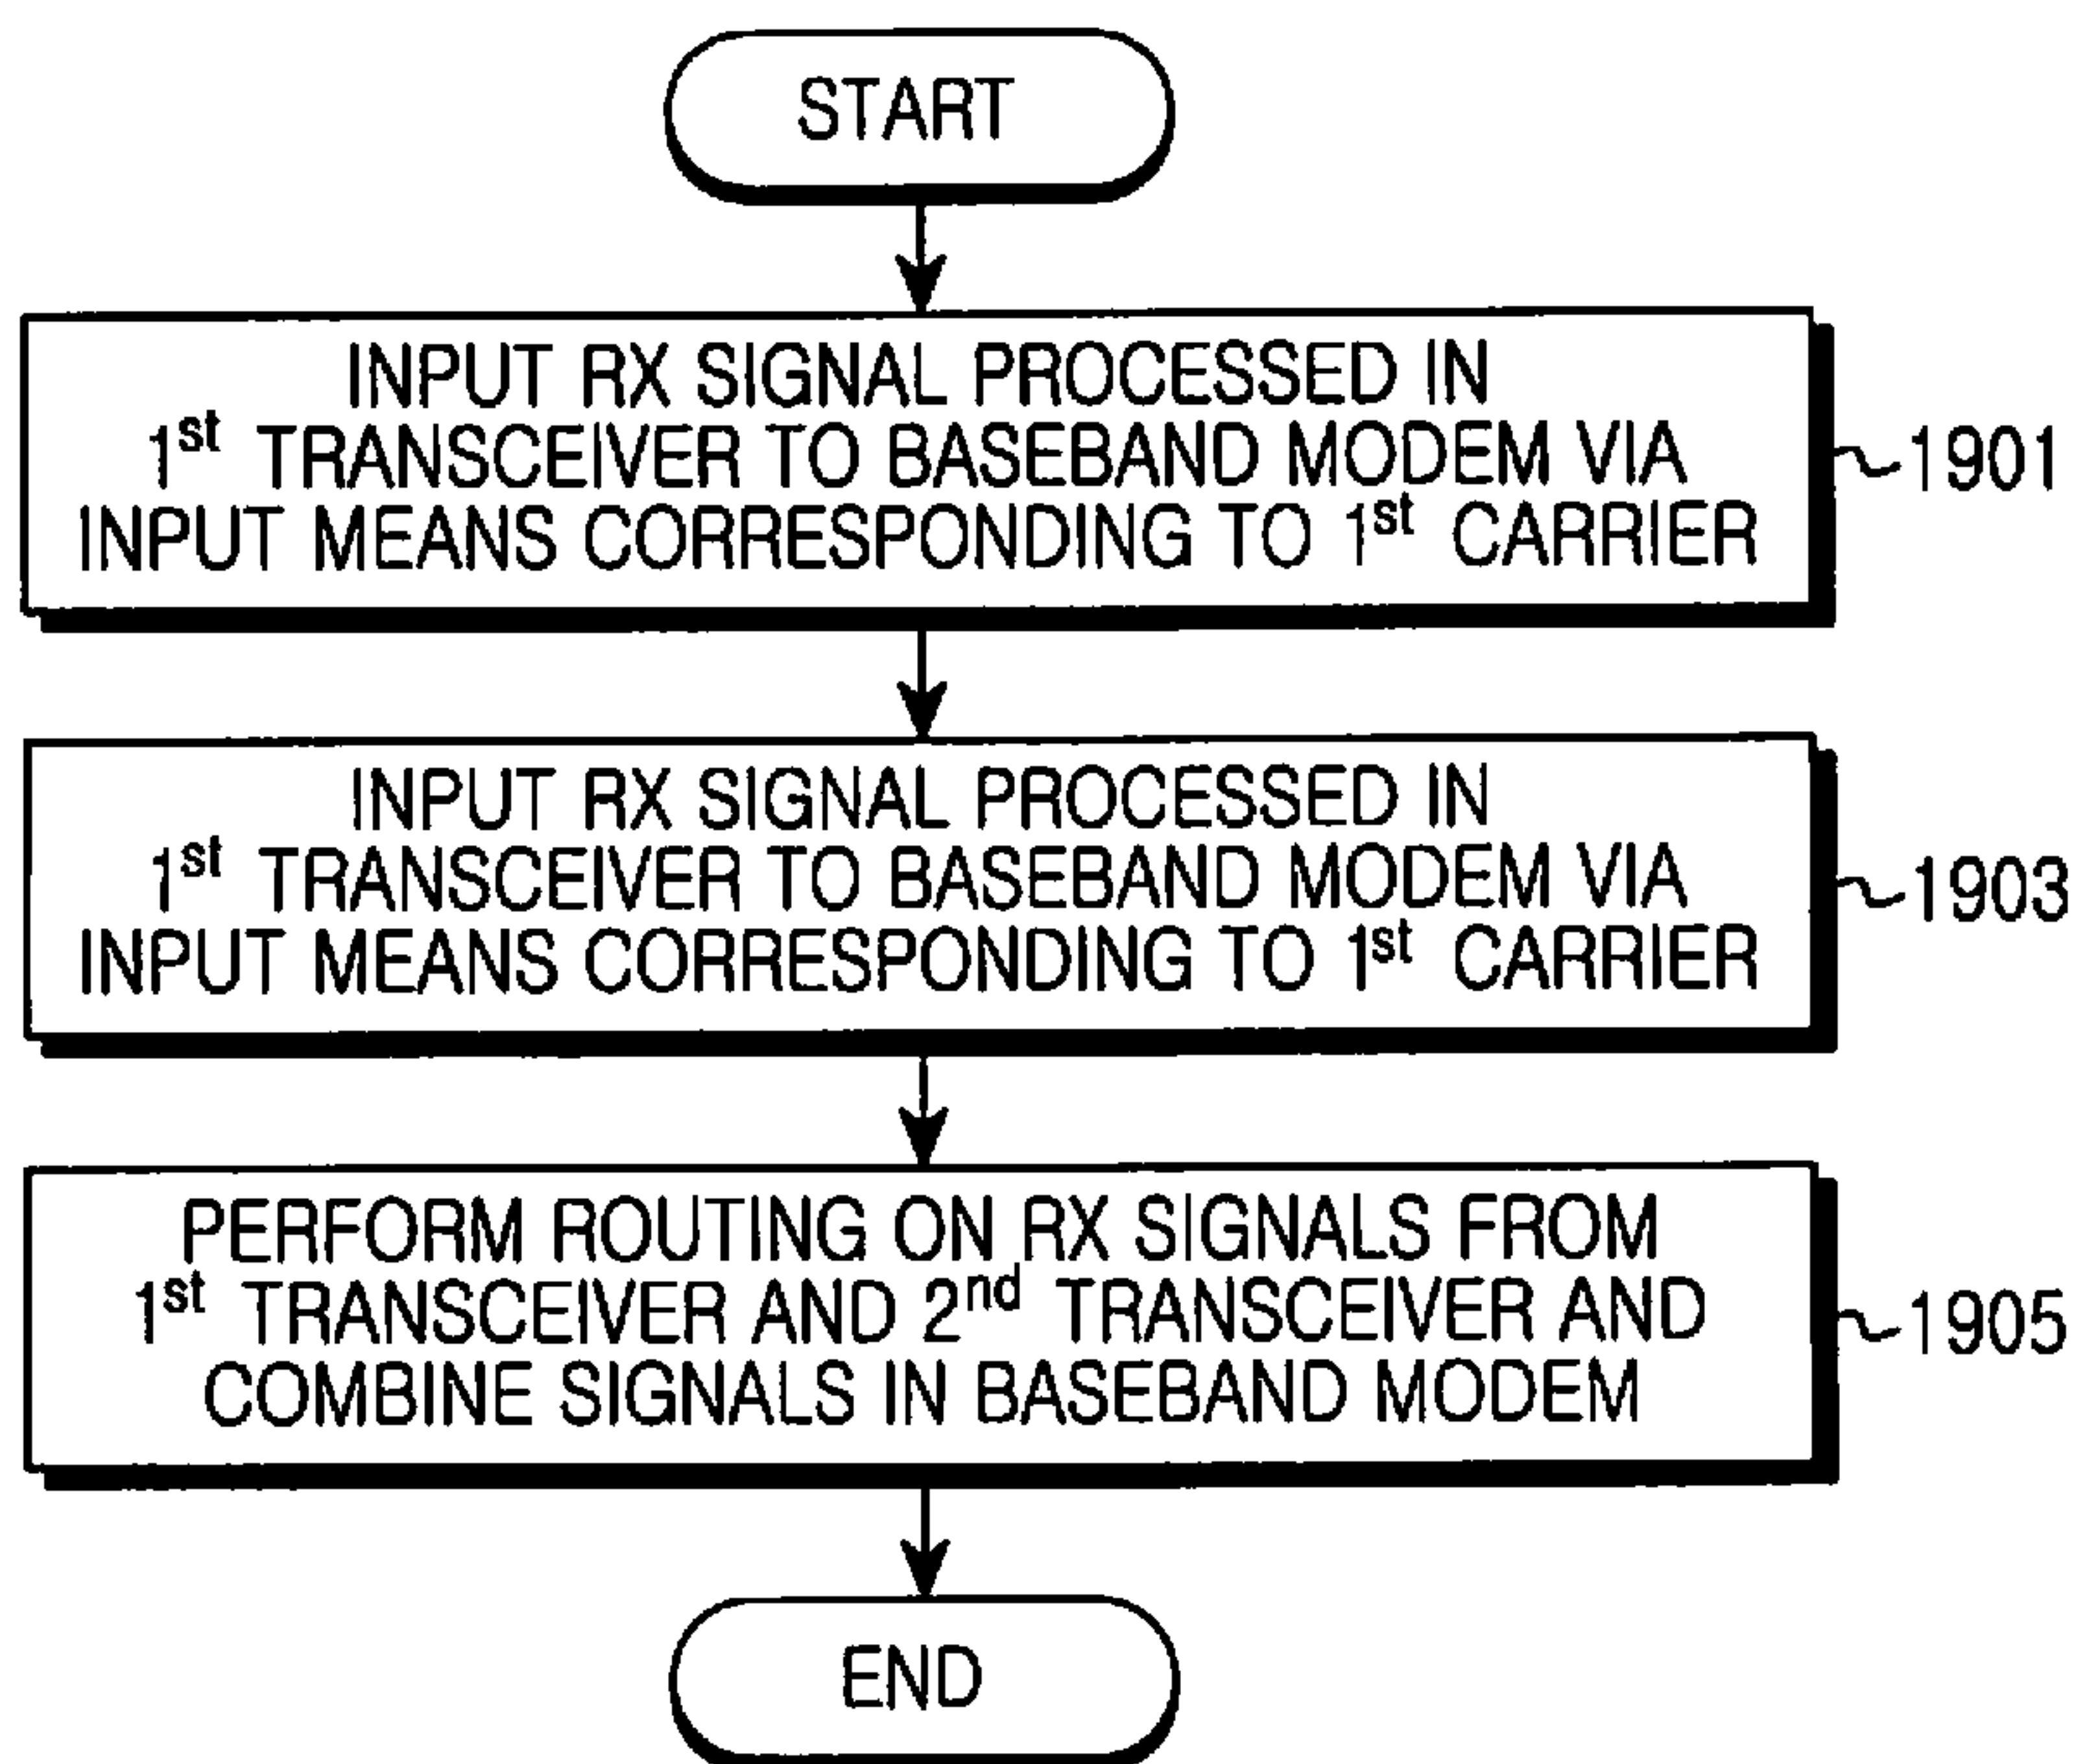 START
INPUT RX SIGNAL PROCESSED IN
1st TRANSCEIVER TO BASEBAND MODEM VIA
INPUT MEANS CORRESPONDING TO 1st CARRIER
1901
INPUT RX SIGNAL PROCESSED IN
1st TRANSCEIVER TO BASEBAND MODEM VIA
INPUT MEANS CORRESPONDING TO 1st CARRIER
1903
PERFORM ROUTING ON RX SIGNALS FROM
1st TRANSCEIVER AND 2nd TRANSCEIVER AND
COMBINE SIGNALS IN BASEBAND MODEM
1905
END